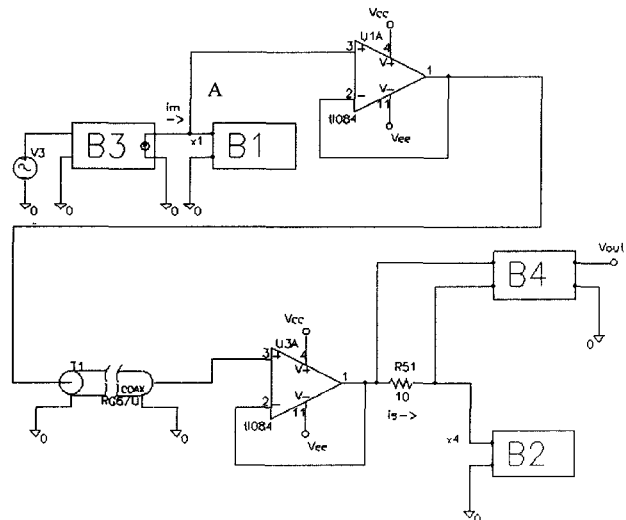 Vcc
U1A
3
4
+
V+
1
A
im
->
2
-
V-
11
tl084
Vee
B3
x1
B1
V3
0
0
0
0
B4
Vout
Vcc
0
U3A
3
4
+
V+
1
T1
COAX
RG6/U
R51
10
2
-
V-
11
is->
tl084
Vee
0
0
x4
B2
0